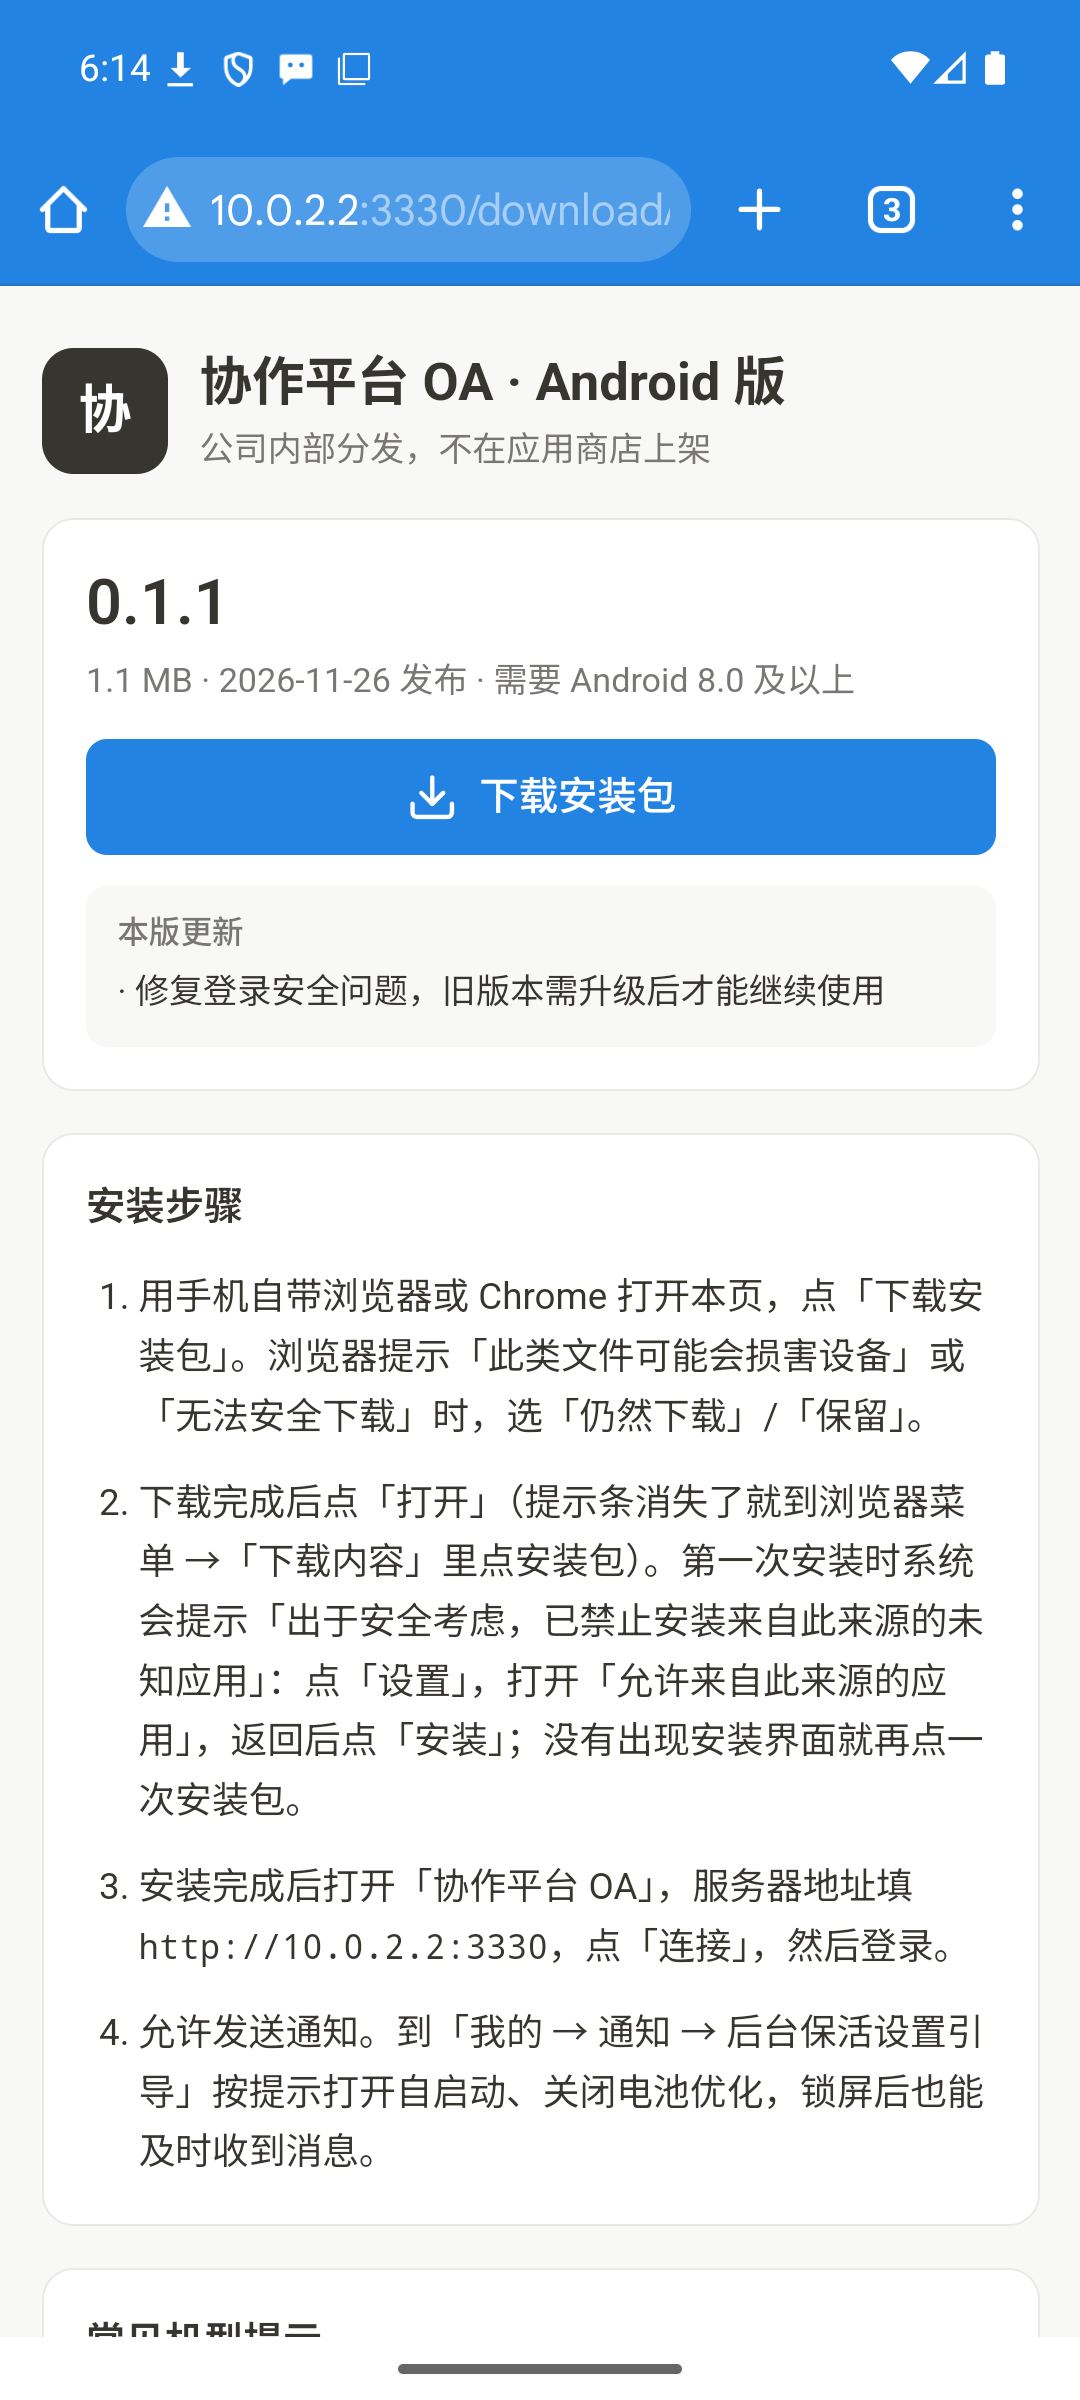 6:14
10.0.2.2:3330/download/
3
协
协作平台 OA · Android 版
公司内部分发，不在应用商店上架
0.1.1
1.1 MB · 2026-11-26 发布 · 需要 Android 8.0 及以上
下载安装包
本版更新
· 修复登录安全问题，旧版本需升级后才能继续使用
安装步骤
1. 用手机自带浏览器或 Chrome 打开本页，点「下载安
装包」。浏览器提示「此类文件可能会损害设备」或
「无法安全下载」时，选「仍然下载」/「保留」。
2. 下载完成后点「打开」（提示条消失了就到浏览器菜
单 →「下载内容」里点安装包）。第一次安装时系统
会提示「出于安全考虑，已禁止安装来自此来源的未
知应用」：点「设置」，打开「允许来自此来源的应
用」，返回后点「安装」；没有出现安装界面就再点一
次安装包。
3. 安装完成后打开「协作平台 OA」，服务器地址填
http://10.0.2.2:3330，点「连接」，然后登录。
4. 允许发送通知。到「我的 → 通知 → 后台保活设置引
导」按提示打开自启动、关闭电池优化，锁屏后也能
及时收到消息。
常见机型提示